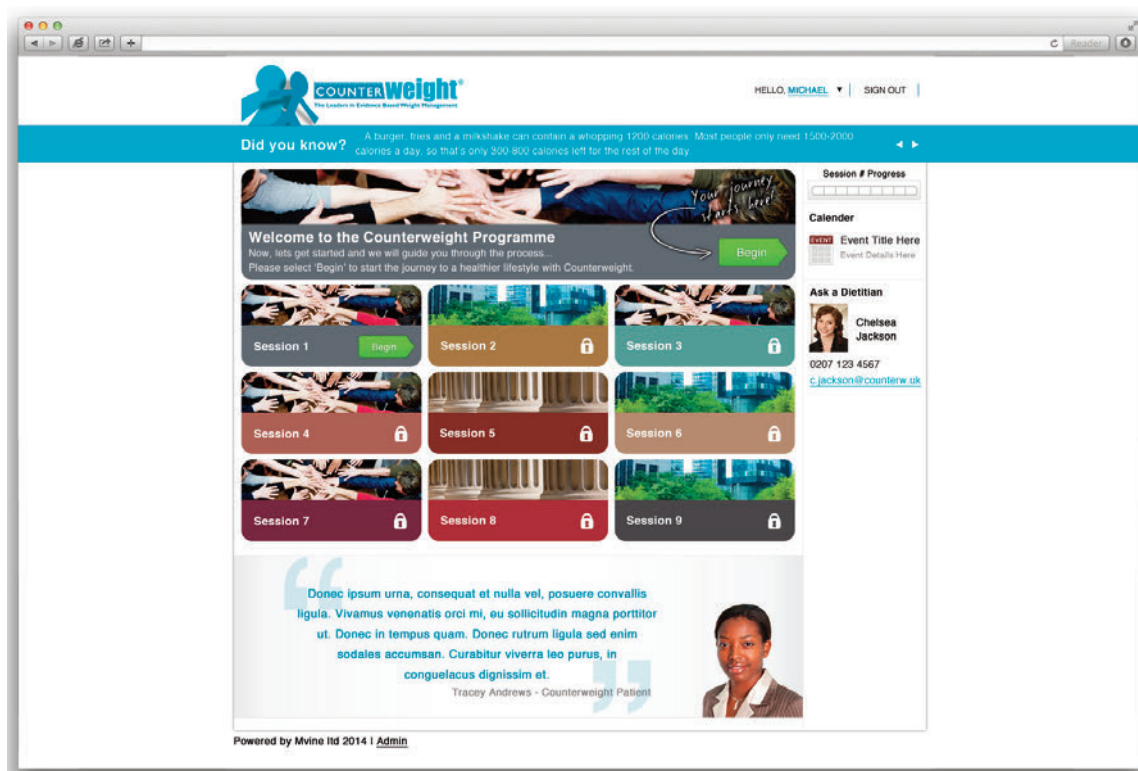 Reader
COUNTER weight®
The Leaders in Evidence Based Weight Management
HELLO, MICHAEL ▼ | SIGN OUT |
Did you know?
A burger, fries and a milkshake can contain a whopping 1200 calories. Most people only need 1500-2000
calories a day, so that's only 300-800 calories left for the rest of the day.
Your journey
starts here!
Welcome to the Counterweight Programme
Now, lets get started and we will guide you through the process...
Please select 'Begin' to start the journey to a healthier lifestyle with Counterweight.
Begin
Session 1
Begin
Session 2
Session 3
Session 4
Session 5
Session 6
Session 7
Session 8
Session 9
Session # Progress
Calender
EVENT
Event Title Here
Event Details Here
Ask a Dietitian
Chelsea
Jackson
0207 123 4567
c.jackson@counterw.uk
Donec ipsum urna, consequat et nulla vel, posuere convallis
ligula. Vivamus venenatis orci mi, eu sollicitudin magna porttitor
ut. Donec in tempus quam. Donec rutrum ligula sed enim
sodales accumsan. Curabitur viverra leo purus, in
conguelacus dignissim et.
Tracey Andrews - Counterweight Patient
Powered by Mvine ltd 2014 | Admin